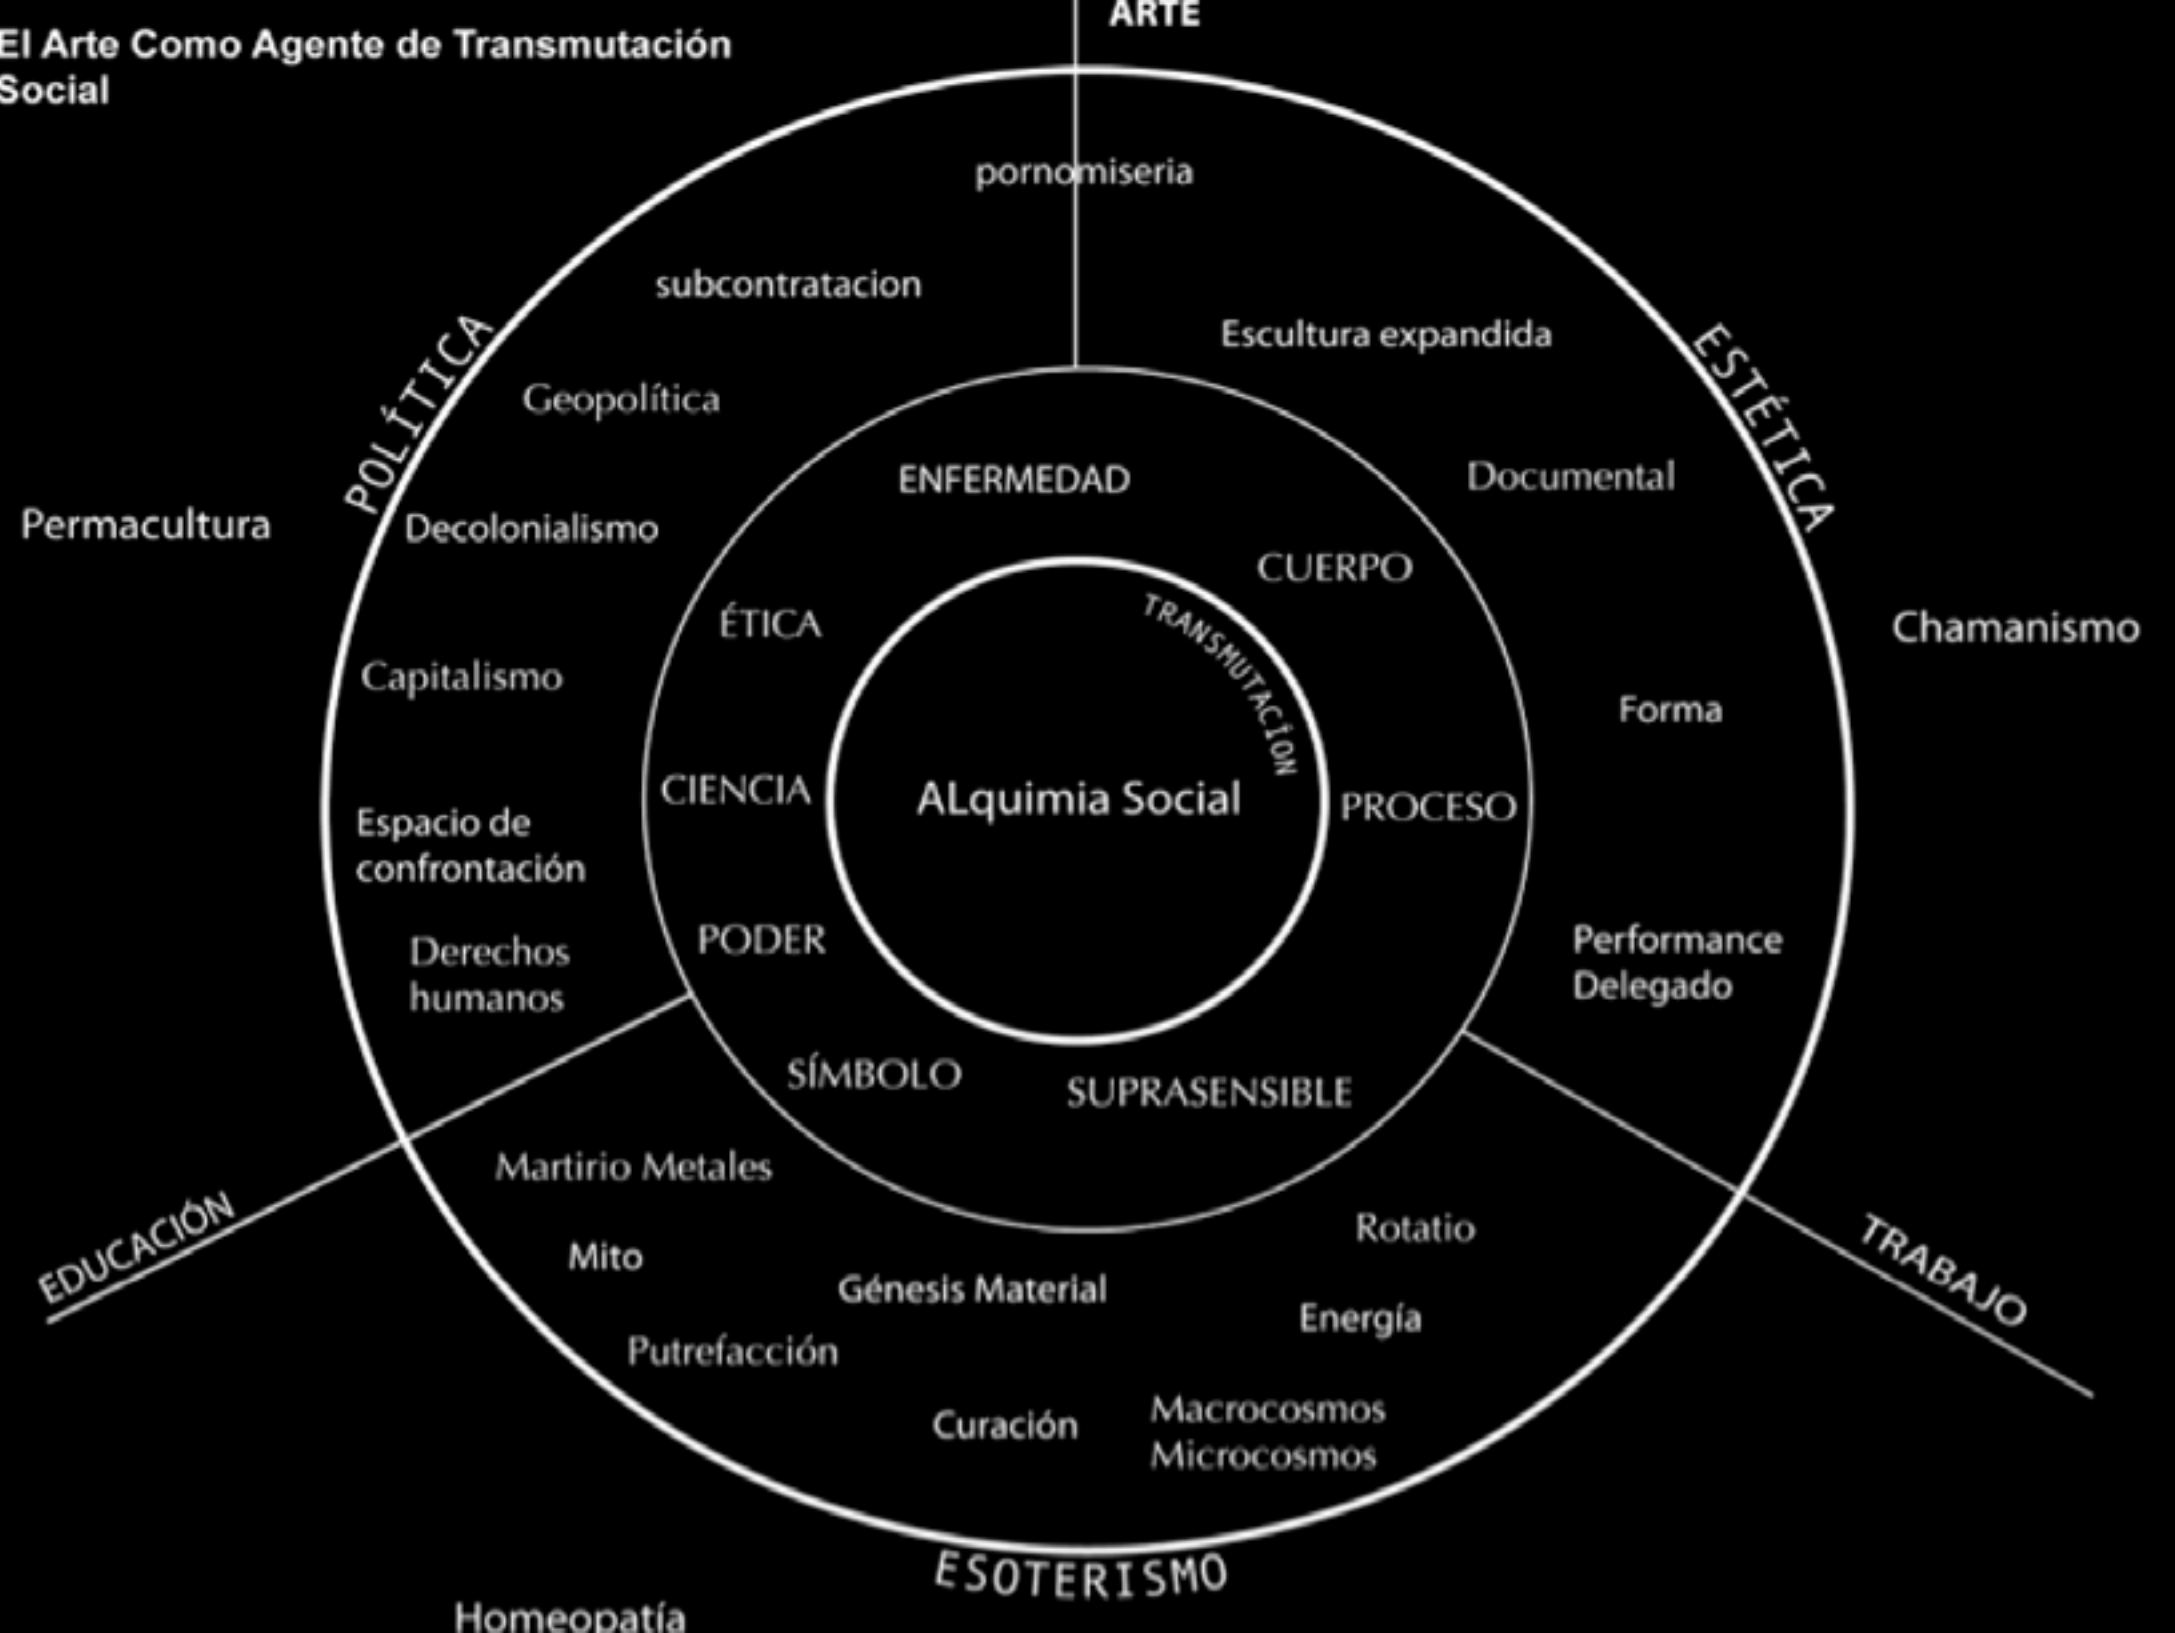 ARTE
El Arte Como Agente de Transmutación
Social
pornomiseria
subcontratacion
Escultura expandida
POLÍTICA
ESTÉTICA
Geopolítica
Documental
ENFERMEDAD
Permacultura
Decolonialismo
CUERPO
ÉTICA
TRANSMUTACÍON
Chamanismo
Capitalismo
Forma
CIENCIA
ALquimia Social
PROCESO
Espacio de
confrontación
PODER
Performance
Delegado
Derechos
humanos
SÍMBOLO
SUPRASENSIBLE
Martirio Metales
EDUCACIÓN
Rotatio
TRABAJO
Mito
Génesis Material
Energía
Putrefacción
Curación
Macrocosmos
Microcosmos
ESOTERISMO
Homeopatía